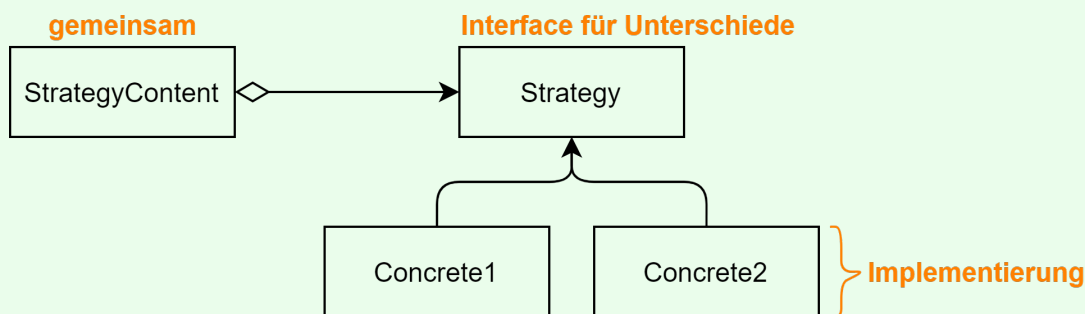 gemeinsam
Interface für Unterschiede
StrategyContent
Strategy
Concrete1
Concrete2
Implementierung